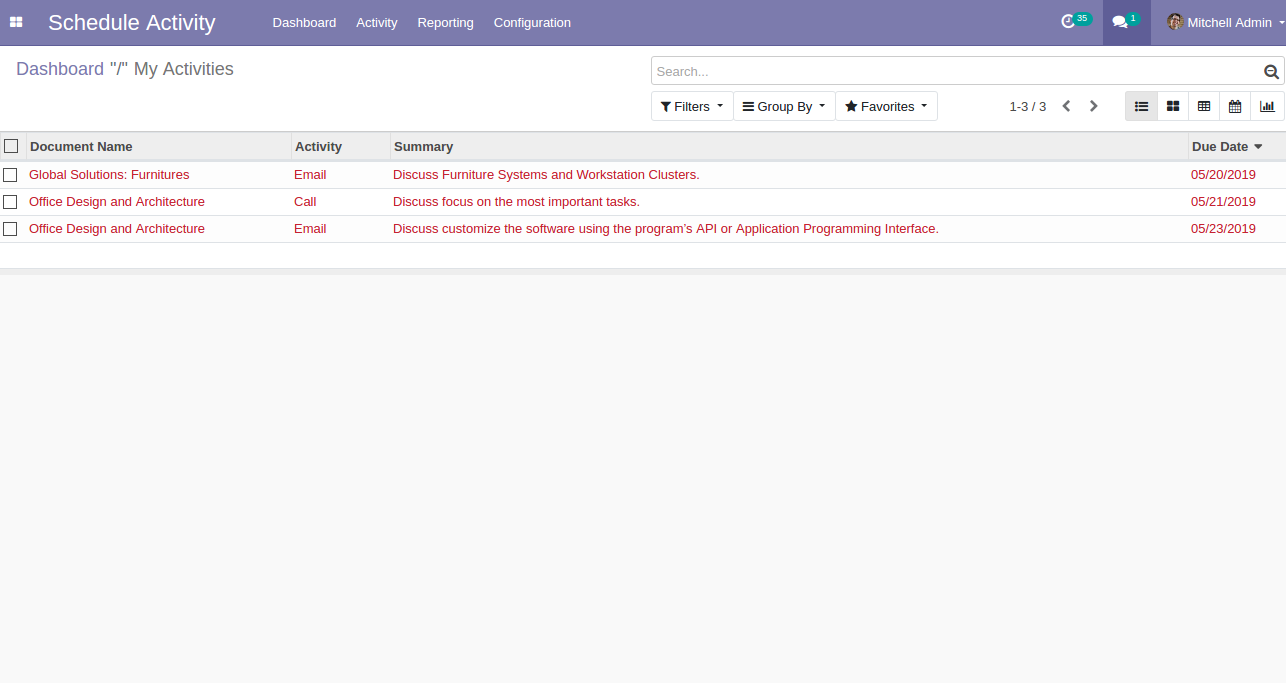 Schedule Activity Dashboard Activity Reporting Configuration 35 1 Mitchell Admin
Dashboard "/" My Activities
Search...
Filters Group By Favorites 1-3 / 3
Document Name Activity Summary Due Date
Global Solutions: Furnitures Email Discuss Furniture Systems and Workstation Clusters. 05/20/2019
Office Design and Architecture Call Discuss focus on the most important tasks. 05/21/2019
Office Design and Architecture Email Discuss customize the software using the program's API or Application Programming Interface. 05/23/2019